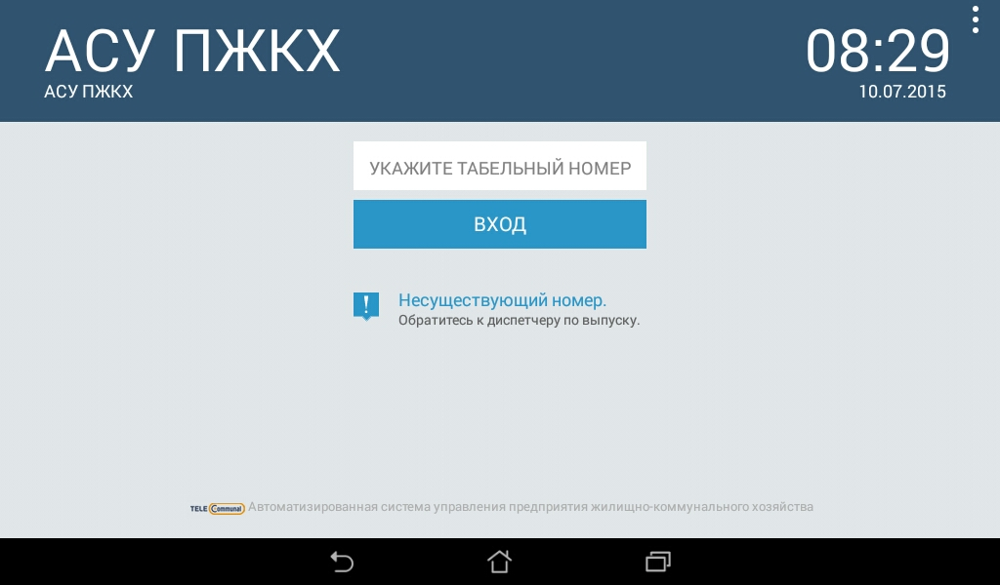 АСУ ПЖКХ
АСУ ПЖКХ
08:29
10.07.2015
УКАЖИТЕ ТАБЕЛЬНЫЙ НОМЕР
ВХОД
Несуществующий номер.
Обратитесь к диспетчеру по выпуску.
TELE Communal Автоматизированная система управления предприятия жилищно-коммунального хозяйства